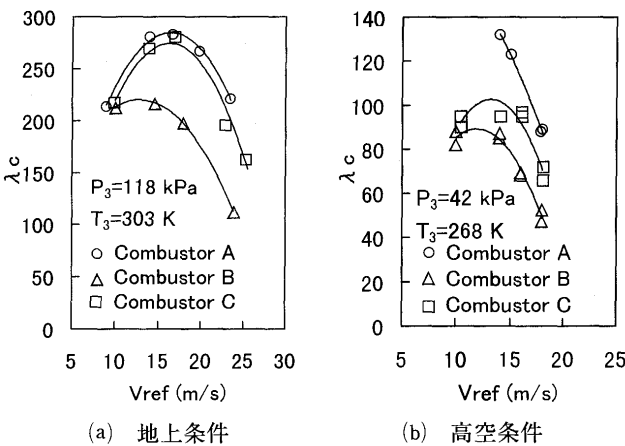 300
250
200
150
100
50
0
λc
P₃=118 kPa
T₃=303 K
Combustor A
Combustor B
Combustor C
5 10 15 20 25 30
Vref (m/s)
(a) 地上条件
140
120
100
80
60
40
20
0
λc
P₃=42 kPa
T₃=268 K
Combustor A
Combustor B
Combustor C
5 10 15 20 25
Vref (m/s)
(b) 高空条件